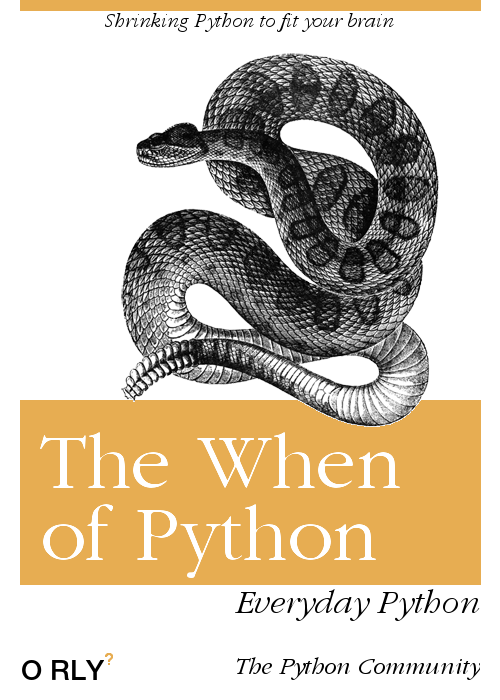 Shrinking Python to fit your brain
The When
of Python
Everyday Python
O RLY?
The Python Community